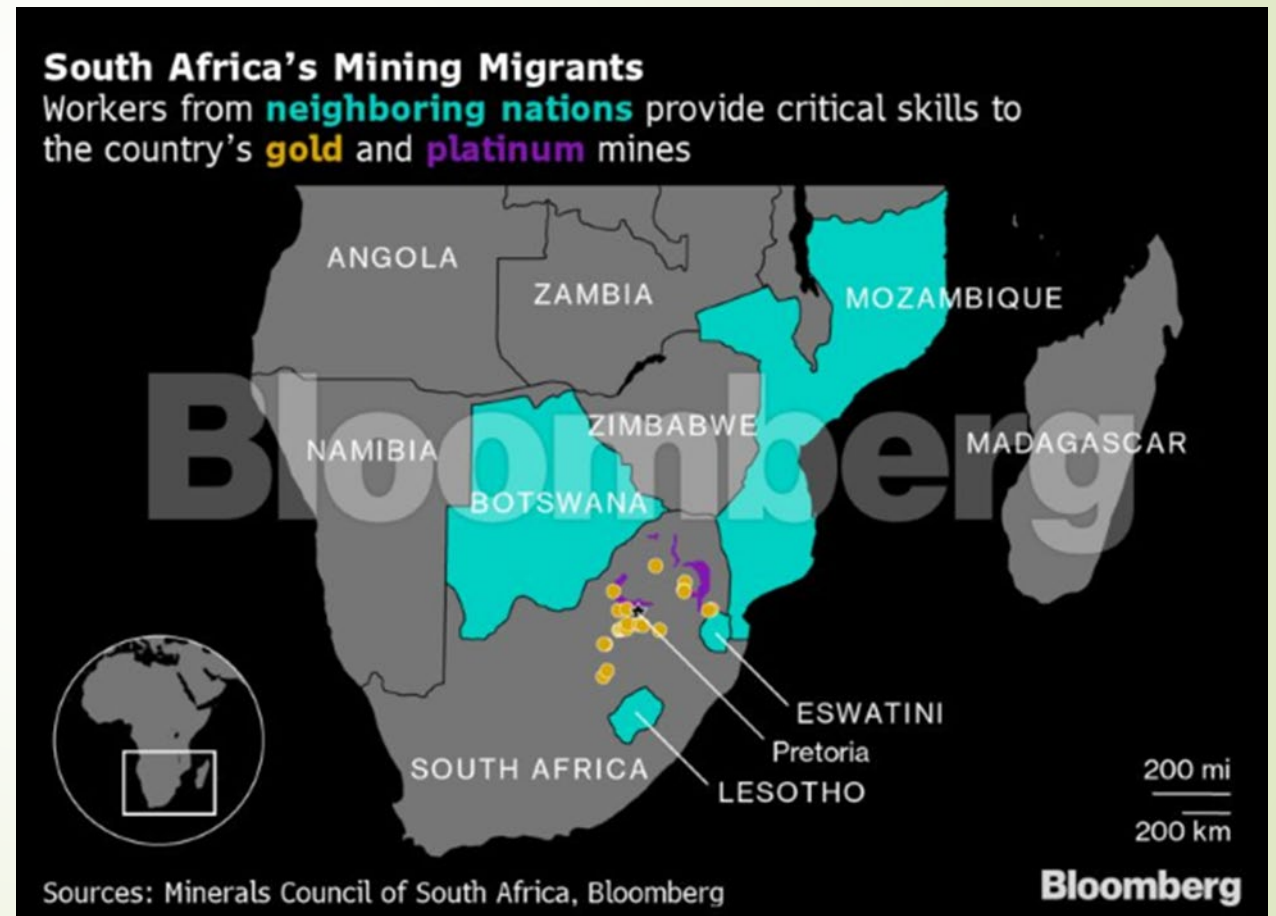 South Africa's Mining Migrants
Workers from neighboring nations provide critical skills to
the country's gold and platinum mines
ANGOLA
ZAMBIA
MOZAMBIQUE
ZIMBABWE
NAMIBIA
MADAGASCAR
Bloomberg
BOTSWANA
ESWATINI
Pretoria
SOUTH AFRICA
LESOTHO
200 mi
200 km
Sources: Minerals Council of South Africa, Bloomberg
Bloomberg